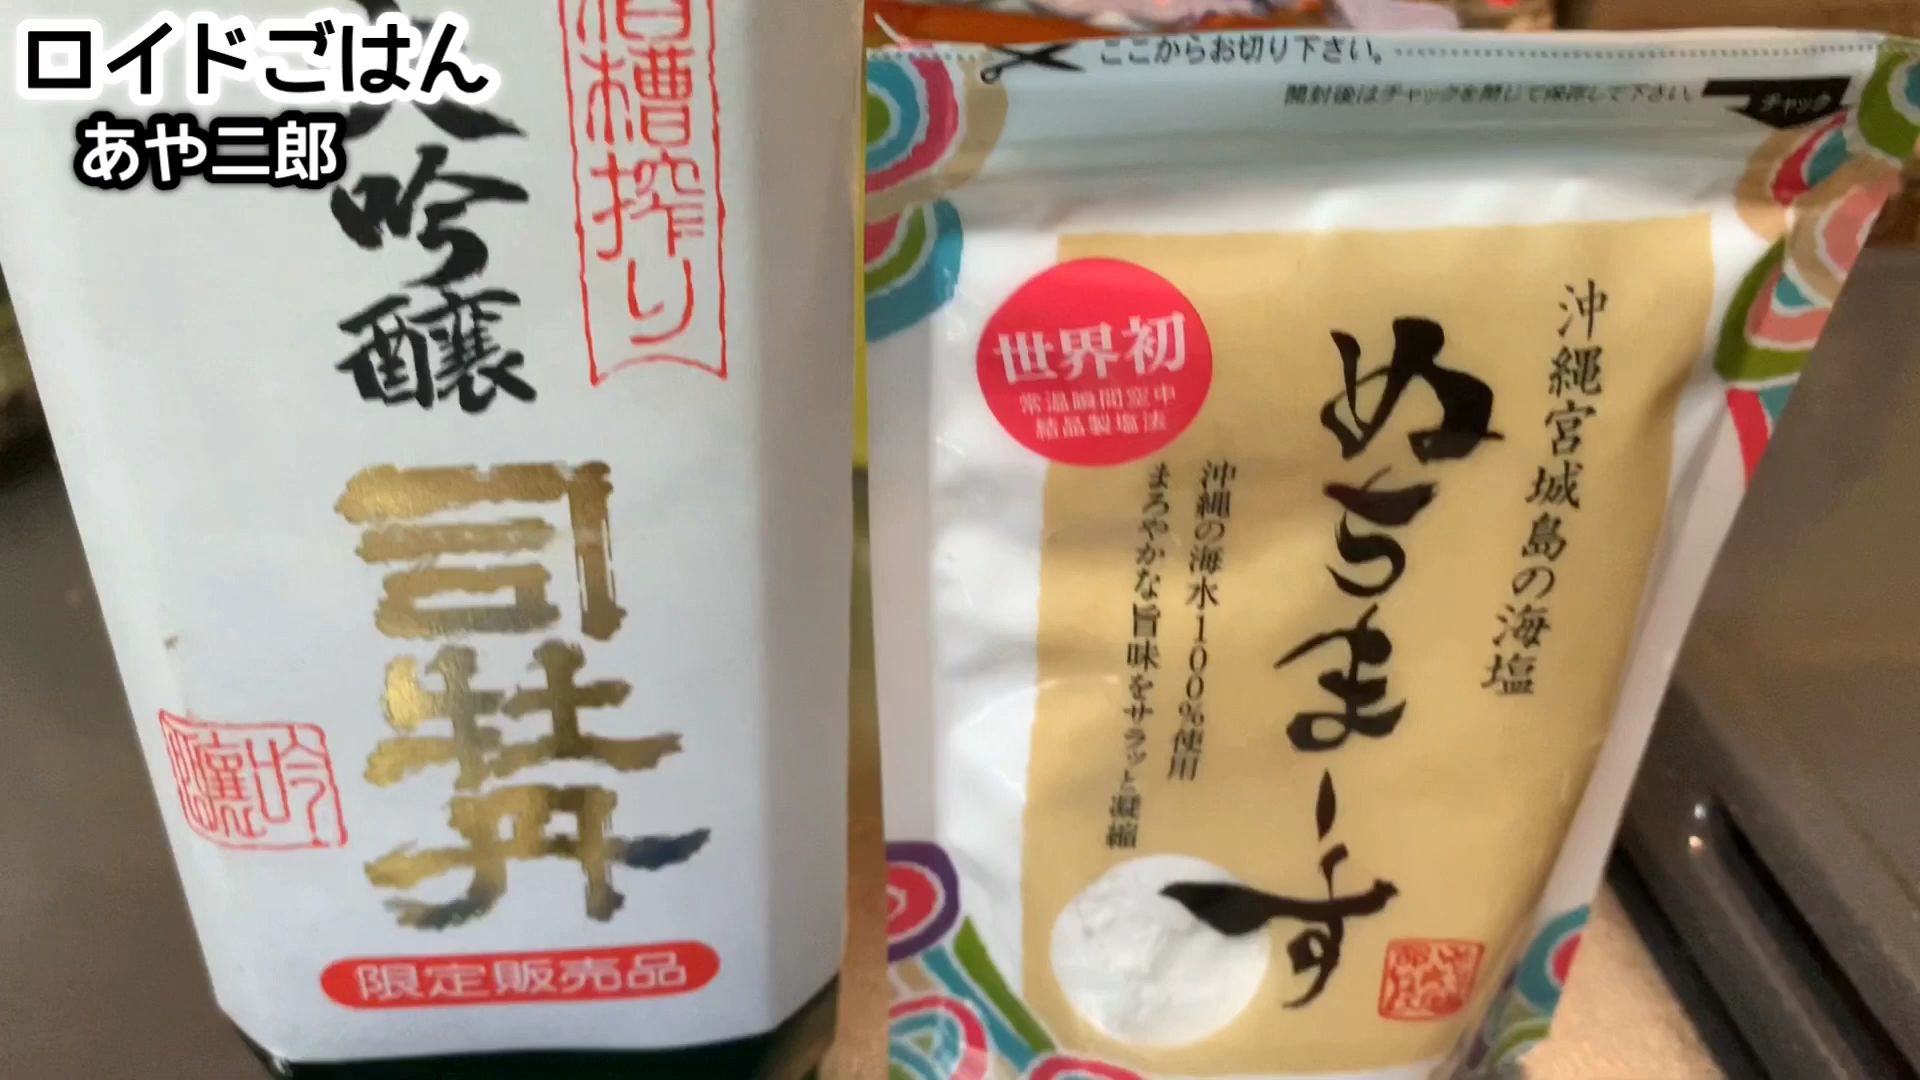 ロイドごはん
あや二郎
大吟醸
酒槽搾り
司牡丹
吟醸
限定販売品
ここからお切り下さい。
開封後はチャックを閉じて保存して下さい
チャック
世界初
常温瞬間空中
結晶製塩法
沖縄宮城島の海塩
ぬちまーす
沖縄の海水100%使用
まろやかな旨味をサラッと凝縮